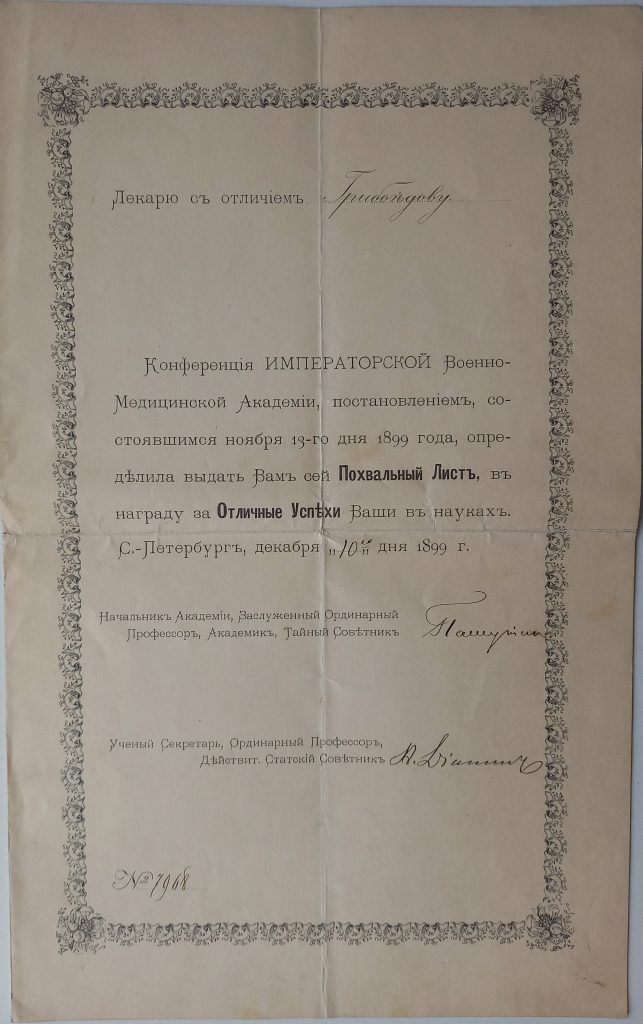 Лекарю съ отличіемъ Грибоѣдову
Конференція ИМПЕРАТОРСКОЙ Военно-
Медицинской Академіи, постановленіемъ, со-
стоявшимся ноября 13-го дня 1899 года, опре-
дѣлила выдать Вамъ сей Похвальный Листъ, въ
награду за Отличные Успѣхи Ваши въ наукахъ.
С.-Петербургъ, декабря „10" дня 1899 г.
Начальникъ Академіи, Заслуженный Ординарный
Профессоръ, Академикъ, Тайный Совѣтникъ Пашутинъ
Ученый Секретарь, Ординарный Профессоръ,
Дѣйствит. Статскій Совѣтникъ А. Діанинъ
№ 7968